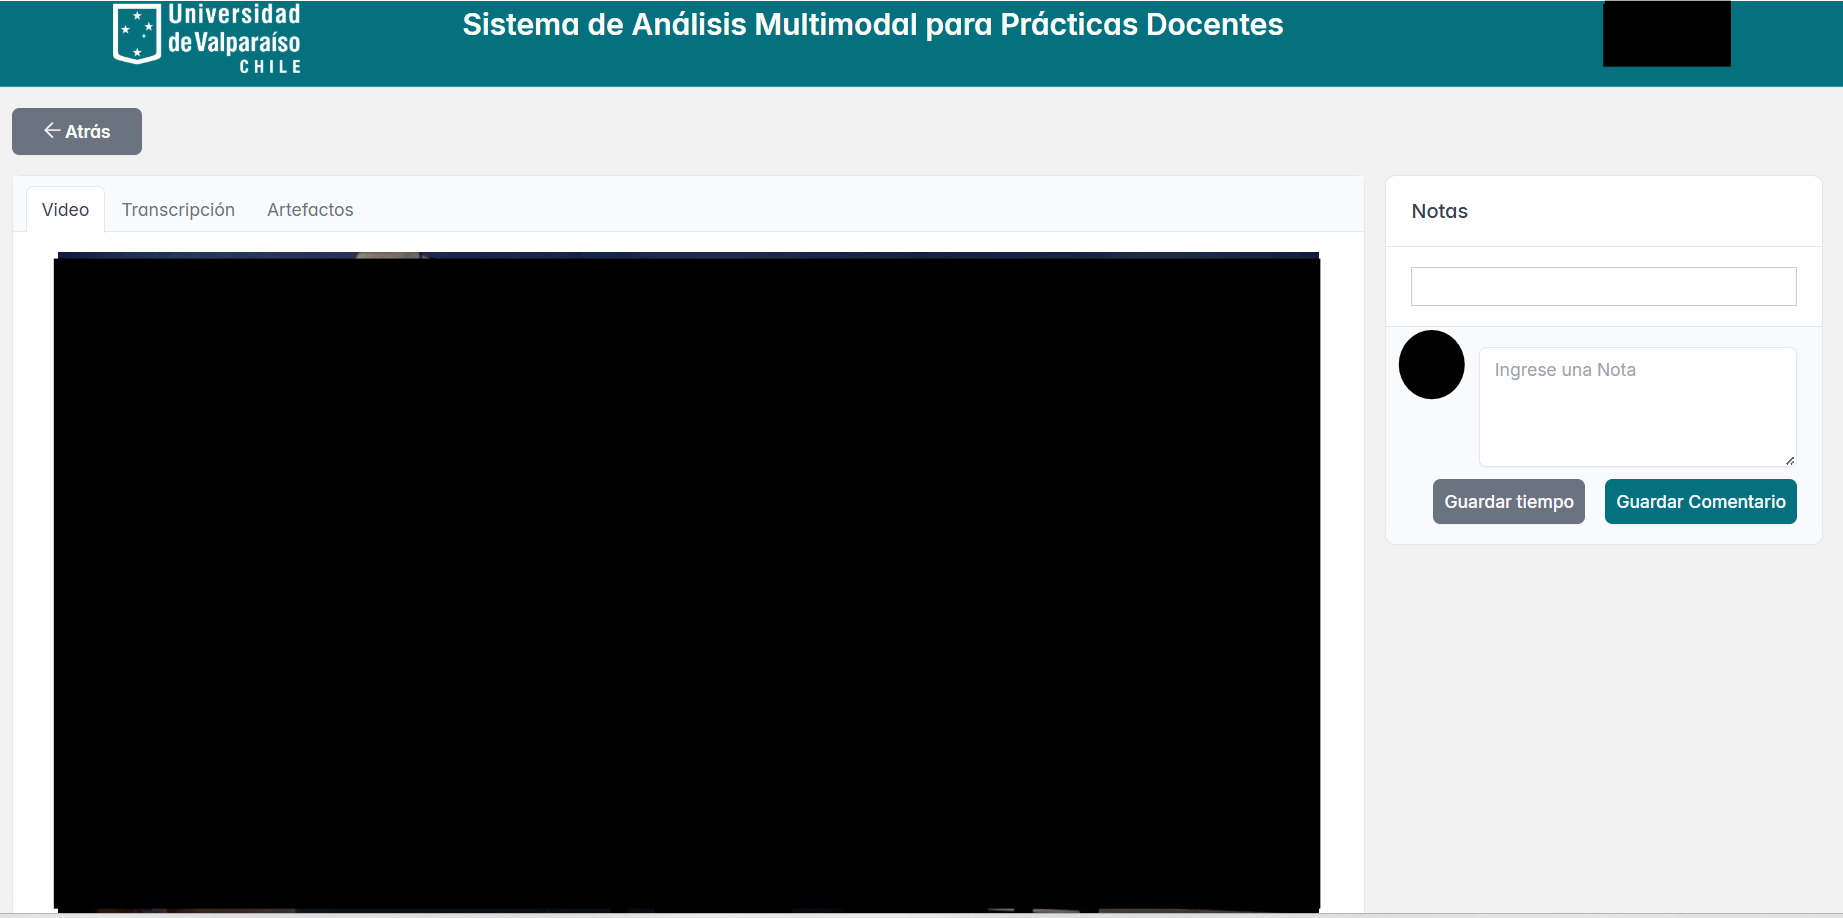 Universidad
de Valparaíso
CHILE
Sistema de Análisis Multimodal para Prácticas Docentes
Atrás
Video
Transcripción
Artefactos
Notas
Ingrese una Nota
Guardar tiempo
Guardar Comentario